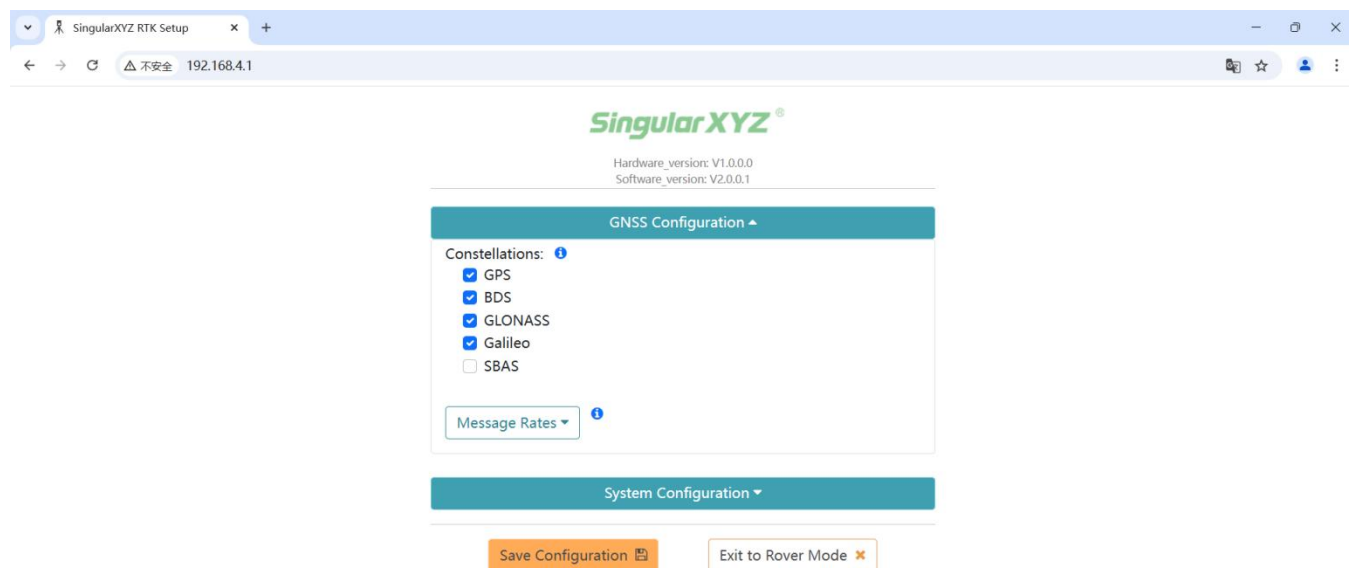 SingularXYZ RTK Setup
不安全 192.168.4.1
SingularXYZ®
Hardware_version: V1.0.0.0
Software_version: V2.0.0.1
GNSS Configuration
Constellations:
GPS
BDS
GLONASS
Galileo
SBAS
Message Rates
System Configuration
Save Configuration
Exit to Rover Mode